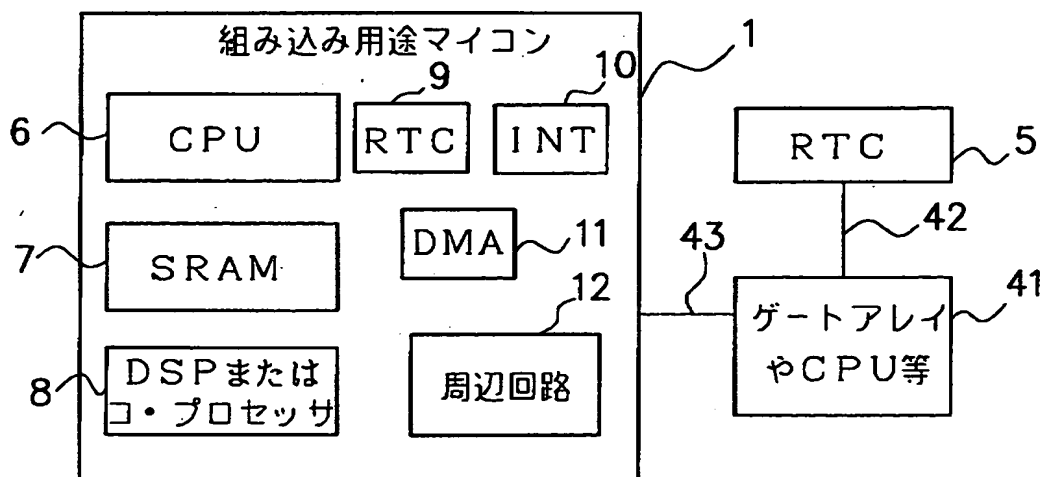 組み込み用途マイコン
1
6
CPU
9
RTC
10
INT
RTC
5
7
SRAM
DMA
11
42
43
8
DSPまたは
コ・プロセッサ
12
周辺回路
ゲートアレイ
やCPU等
41